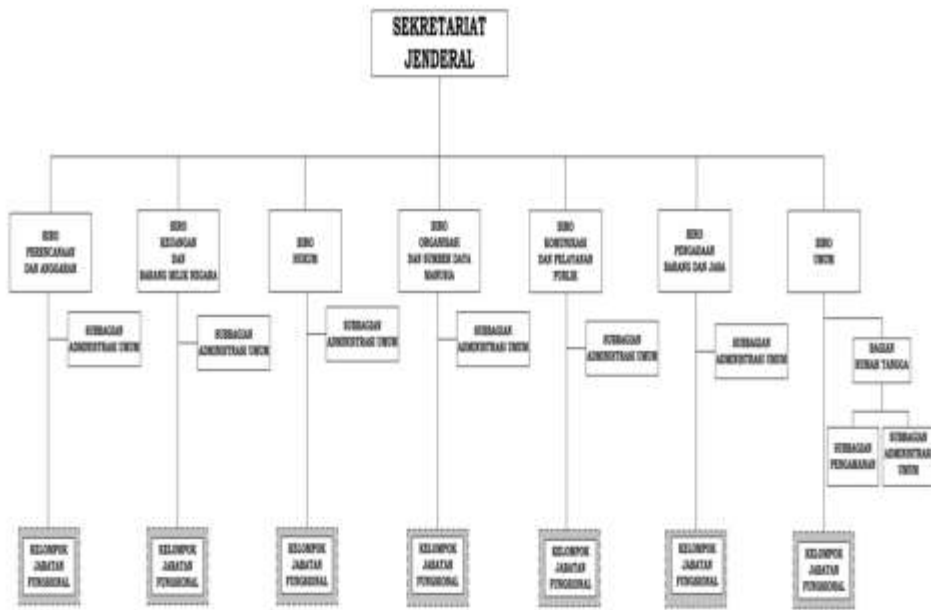 SEKRETARIAT
JENDERAL
BIRO
PERENCANAAN
DAN ANGGARAN
BIRO
KEUANGAN
DAN
BARANG MILIK NEGARA
BIRO
HUKUM
BIRO
ORGANISASI
DAN SUMBER DAYA
MANUSIA
BIRO
KOMUNIKASI
DAN PELAYANAN
PUBLIK
BIRO
PENGADAAN
BARANG DAN JASA
BIRO
UMUM
SUBBAGIAN
ADMINISTRASI UMUM
SUBBAGIAN
ADMINISTRASI UMUM
SUBBAGIAN
ADMINISTRASI UMUM
SUBBAGIAN
ADMINISTRASI UMUM
SUBBAGIAN
ADMINISTRASI UMUM
SUBBAGIAN
ADMINISTRASI UMUM
BAGIAN
RUMAH TANGGA
SUBBAGIAN
PENGAMANAN
SUBBAGIAN
ADMINISTRASI
UMUM
KELOMPOK
JABATAN
FUNGSIONAL
KELOMPOK
JABATAN
FUNGSIONAL
KELOMPOK
JABATAN
FUNGSIONAL
KELOMPOK
JABATAN
FUNGSIONAL
KELOMPOK
JABATAN
FUNGSIONAL
KELOMPOK
JABATAN
FUNGSIONAL
KELOMPOK
JABATAN
FUNGSIONAL